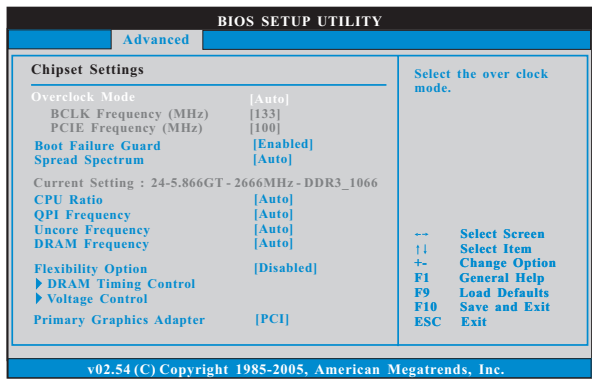 BIOS SETUP UTILITY
Advanced
Chipset Settings
Overclock Mode [Auto]
BCLK Frequency (MHz) [133]
PCIE Frequency (MHz) [100]
Boot Failure Guard [Enabled]
Spread Spectrum [Auto]
Current Setting : 24-5.866GT - 2666MHz - DDR3_1066
CPU Ratio [Auto]
QPI Frequency [Auto]
Uncore Frequency [Auto]
DRAM Frequency [Auto]
Flexibility Option [Disabled]
DRAM Timing Control
Voltage Control
Primary Graphics Adapter [PCI]
Select the over clock
mode.
←→ Select Screen
↑↓ Select Item
+- Change Option
F1 General Help
F9 Load Defaults
F10 Save and Exit
ESC Exit
v02.54 (C) Copyright 1985-2005, American Megatrends, Inc.